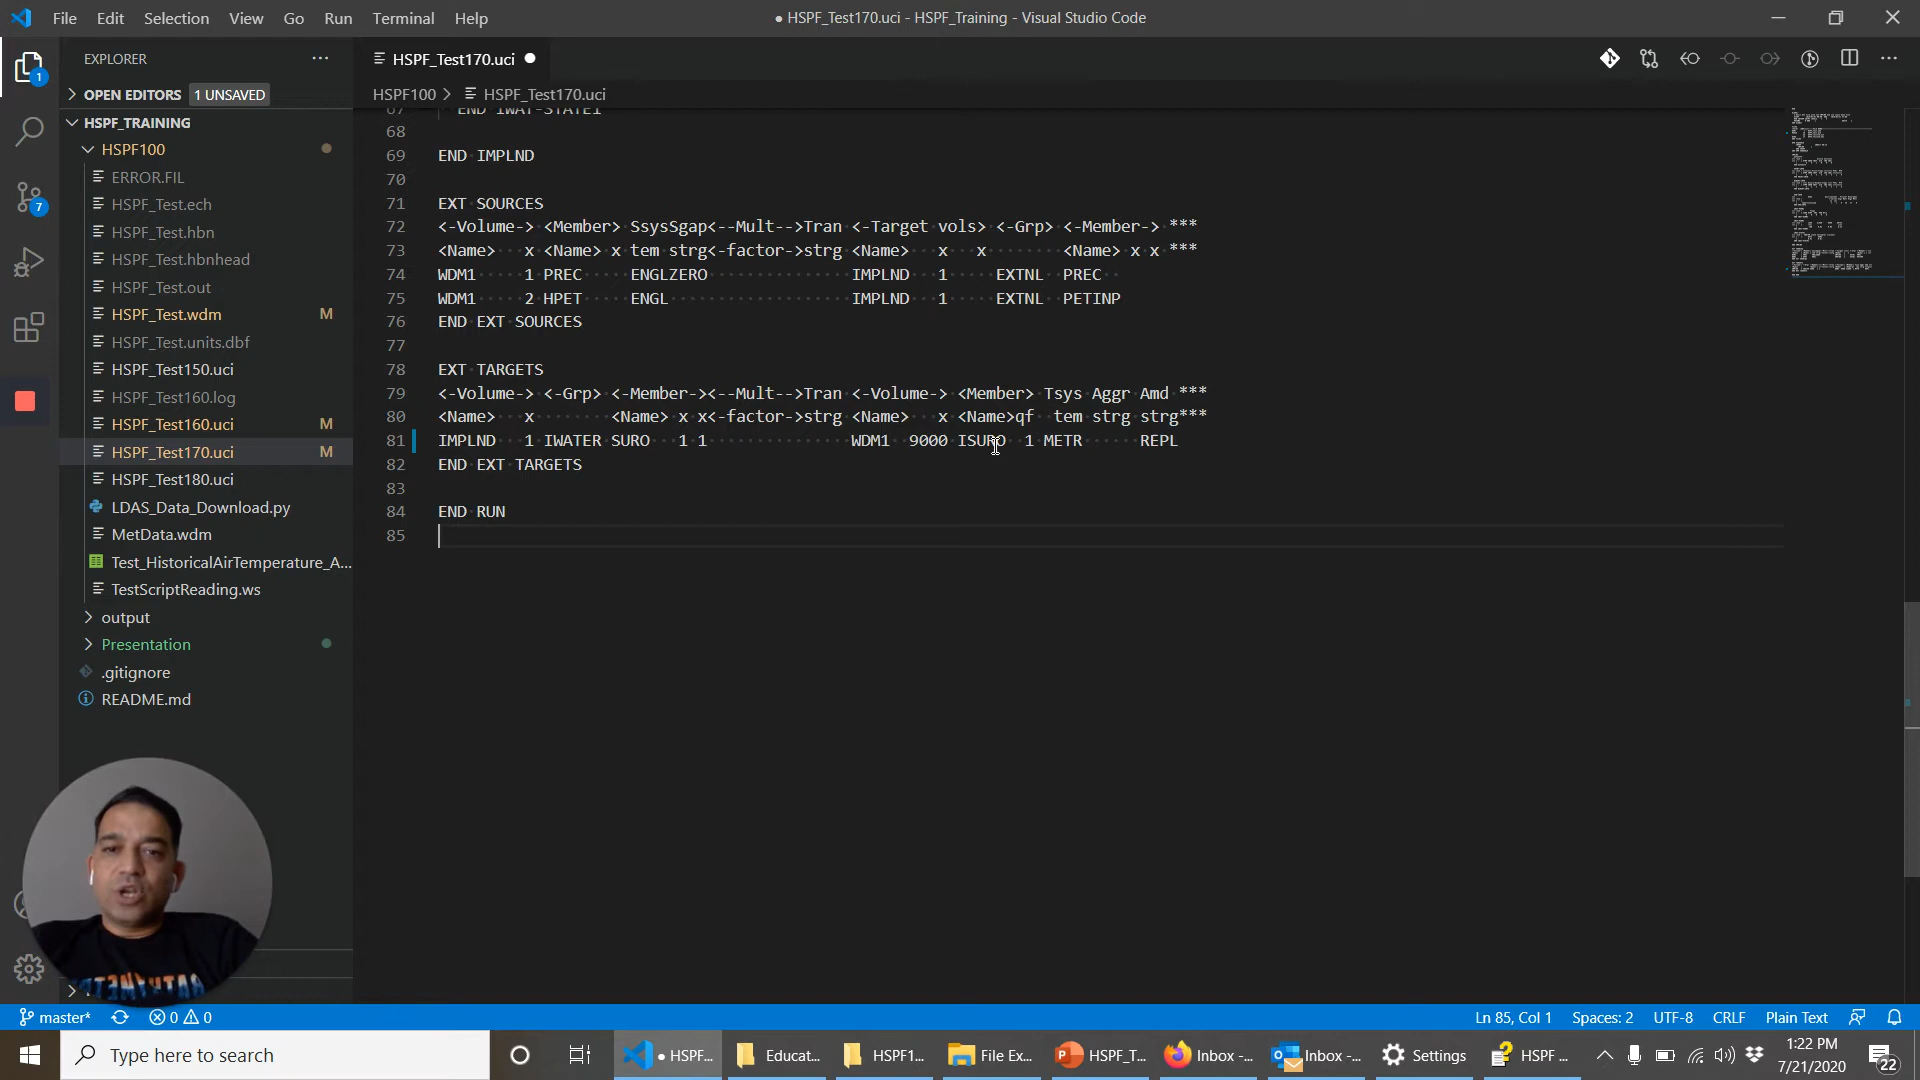 File Edit Selection View Go Run Terminal Help
● HSPF_Test170.uci - HSPF_Training - Visual Studio Code
EXPLORER
OPEN EDITORS 1 UNSAVED
HSPF_TRAINING
HSPF100
ERROR.FIL
HSPF_Test.ech
HSPF_Test.hbn
HSPF_Test.hbnhead
HSPF_Test.out
HSPF_Test.wdm M
HSPF_Test.units.dbf
HSPF_Test150.uci
HSPF_Test160.log
HSPF_Test160.uci M
HSPF_Test170.uci M
HSPF_Test180.uci
LDAS_Data_Download.py
MetData.wdm
Test_HistoricalAirTemperature_A...
TestScriptReading.ws
output
Presentation
.gitignore
README.md
1
7
HSPF_Test170.uci
HSPF100 > HSPF_Test170.uci
67 END IWAT-STATE1
68
69 END IMPLND
70
71 EXT SOURCES
72 <-Volume-> <Member> SsysSgap<--Mult-->Tran <-Target vols> <-Grp> <-Member-> ***
73 <Name>   x <Name> x tem strg<-factor->strg <Name>   x   x        <Name> x x ***
74 WDM1     1 PREC     ENGLZERO               IMPLND   1     EXTNL  PREC
75 WDM1     2 HPET     ENGL                   IMPLND   1     EXTNL  PETINP
76 END EXT SOURCES
77
78 EXT TARGETS
79 <-Volume-> <-Grp> <-Member-><--Mult-->Tran <-Volume-> <Member> Tsys Aggr Amd ***
80 <Name>   x        <Name> x x<-factor->strg <Name>   x <Name>qf  tem strg strg***
81 IMPLND   1 IWATER SURO   1 1               WDM1  9000 ISURO  1 METR      REPL
82 END EXT TARGETS
83
84 END RUN
85
master* 0 0
Ln 85, Col 1 Spaces: 2 UTF-8 CRLF Plain Text
Type here to search
● HSPF...
Educat...
HSPF1...
File Ex...
HSPF_T...
Inbox -...
Inbox -...
Settings
HSPF ...
1:22 PM
7/21/2020
22